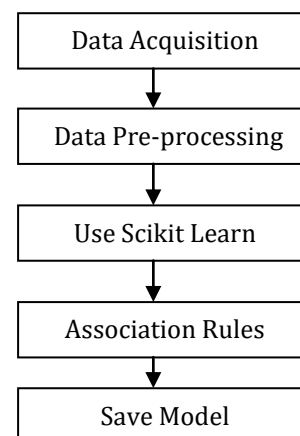 Data Acquisition
Data Pre-processing
Use Scikit Learn
Association Rules
Save Model